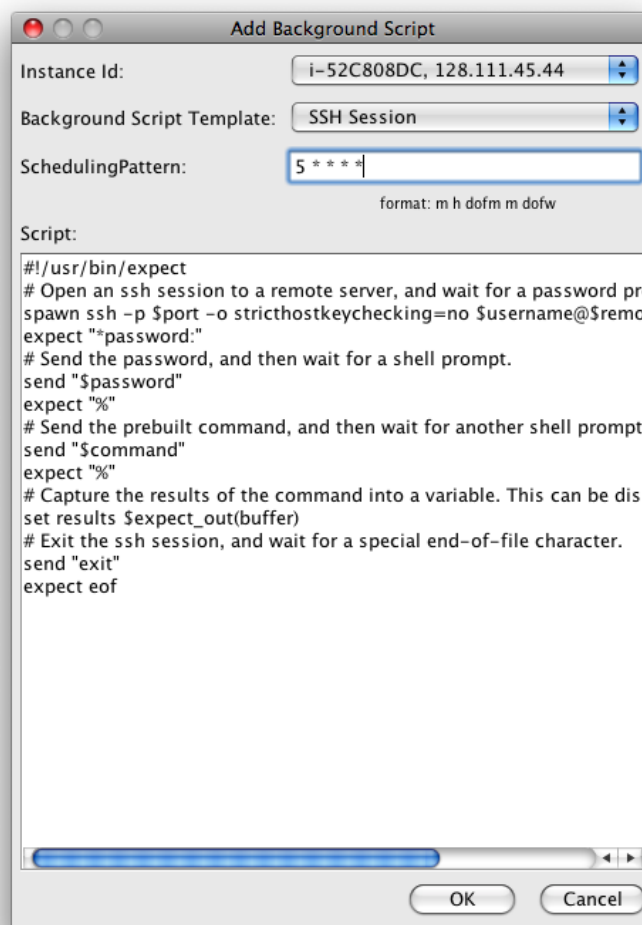 Add Background Script
Instance Id: i-52C808DC, 128.111.45.44
Background Script Template: SSH Session
SchedulingPattern: 5 * * * *
format: m h dofm m dofw
Script:
#!/usr/bin/expect
# Open an ssh session to a remote server, and wait for a password pr
spawn ssh -p $port -o stricthostkeychecking=no $username@$remo
expect "*password:"
# Send the password, and then wait for a shell prompt.
send "$password"
expect "%"
# Send the prebuilt command, and then wait for another shell prompt
send "$command"
expect "%"
# Capture the results of the command into a variable. This can be dis
set results $expect_out(buffer)
# Exit the ssh session, and wait for a special end-of-file character.
send "exit"
expect eof
OK Cancel